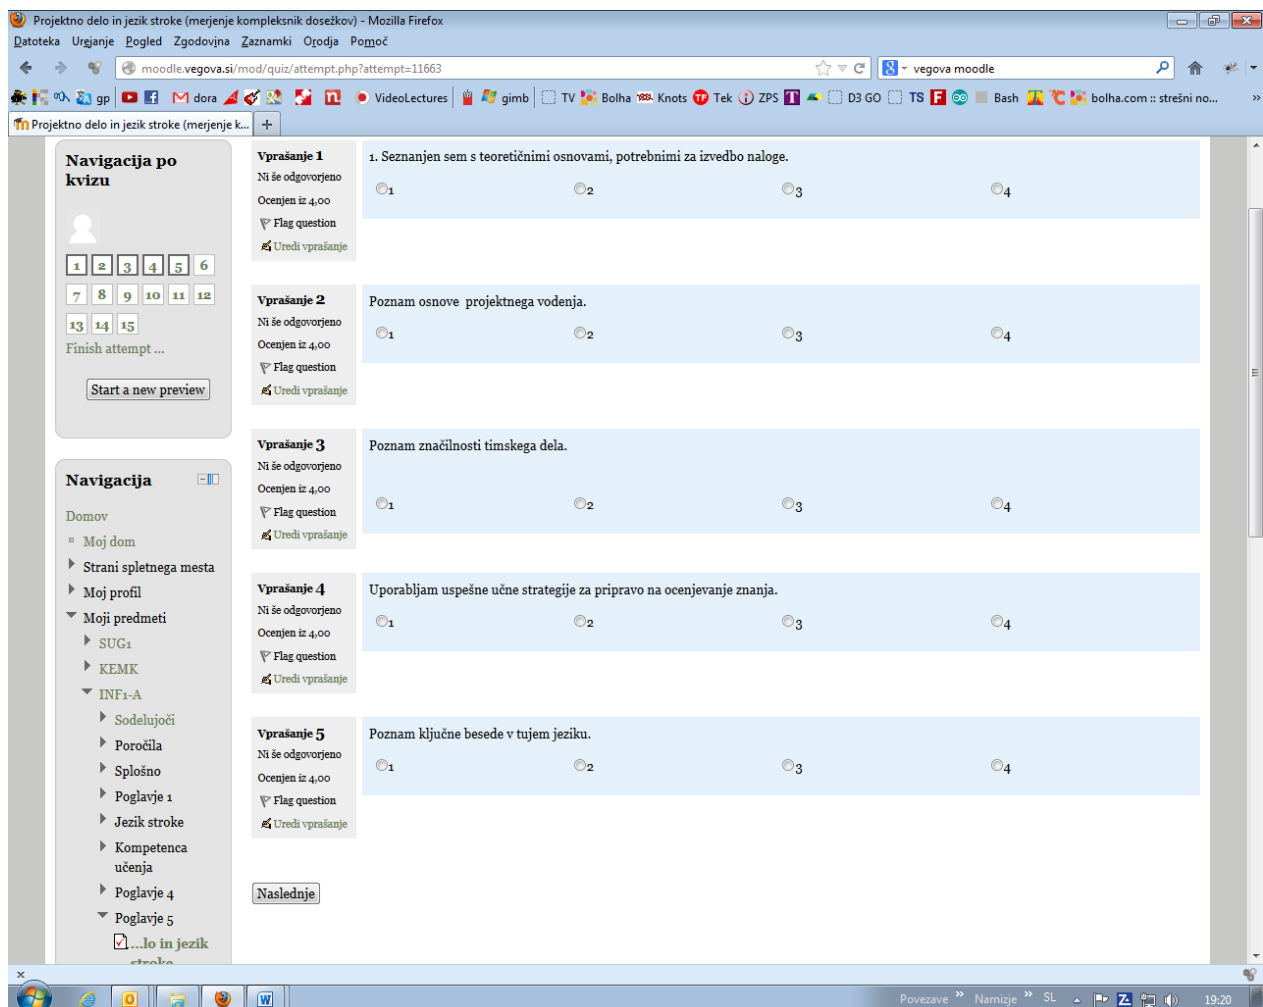 Projektno delo in jezik stroke (merjenje kompleksnik dosežkov) - Mozilla Firefox
Datoteka Urejanje Pogled Zgodovina Zaznamki Orodja Pomoč
moodle.vegova.si/mod/quiz/attempt.php?attempt=11663
vegova moodle
gp
dora
VideoLectures
gimb
TV
Bolha
Knots
Tek
ZPS
D3 GO
TS
Bash
bolha.com :: strešni no...
Projektno delo in jezik stroke (merjenje k...
Navigacija po
kvizu
1 2 3 4 5 6
7 8 9 10 11 12
13 14 15
Finish attempt ...
Start a new preview
Navigacija
Domov
Moj dom
Strani spletnega mesta
Moj profil
Moji predmeti
SUG1
KEMK
INF1-A
Sodelujoči
Poročila
Splošno
Poglavje 1
Jezik stroke
Kompetenca
učenja
Poglavje 4
Poglavje 5
...lo in jezik
stroke
Vprašanje 1
Ni še odgovorjeno
Ocenjen iz 4,00
Flag question
Uredi vprašanje
1. Seznanjen sem s teoretičnimi osnovami, potrebnimi za izvedbo naloge.
1 2 3 4
Vprašanje 2
Ni še odgovorjeno
Ocenjen iz 4,00
Flag question
Uredi vprašanje
Poznam osnove projektnega vodenja.
1 2 3 4
Vprašanje 3
Ni še odgovorjeno
Ocenjen iz 4,00
Flag question
Uredi vprašanje
Poznam značilnosti timskega dela.
1 2 3 4
Vprašanje 4
Ni še odgovorjeno
Ocenjen iz 4,00
Flag question
Uredi vprašanje
Uporabljam uspešne učne strategije za pripravo na ocenjevanje znanja.
1 2 3 4
Vprašanje 5
Ni še odgovorjeno
Ocenjen iz 4,00
Flag question
Uredi vprašanje
Poznam ključne besede v tujem jeziku.
1 2 3 4
Naslednje
Povezave » Namizje » SL 19:20